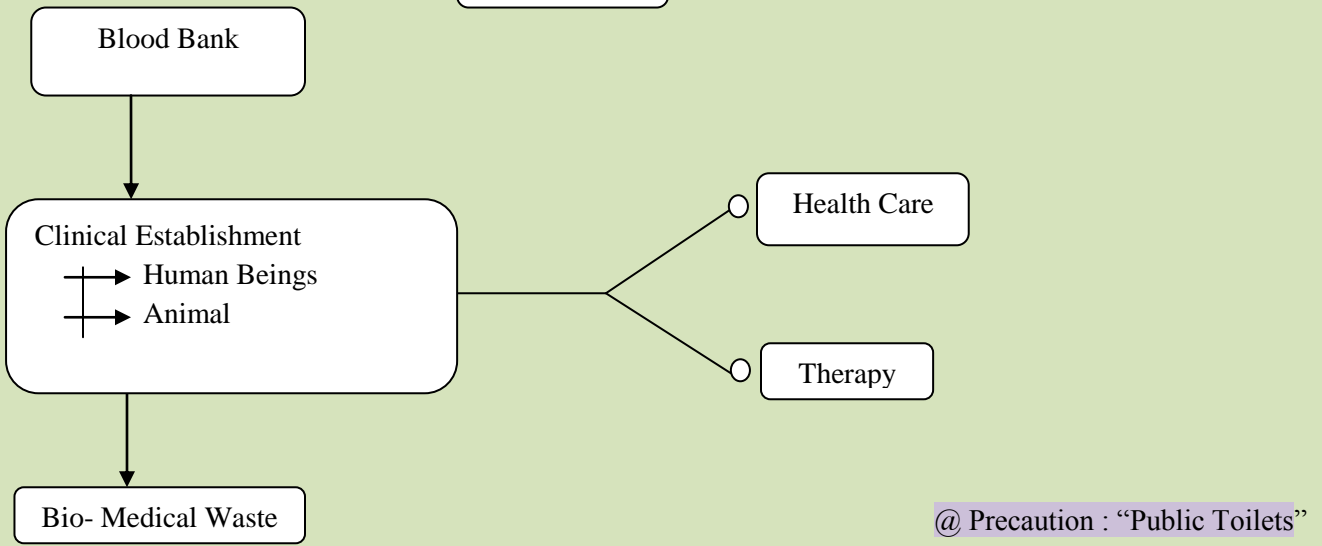 Blood Bank
Health Care
Clinical Establishment
Human Beings
Animal
Therapy
Bio- Medical Waste
@ Precaution : “Public Toilets”